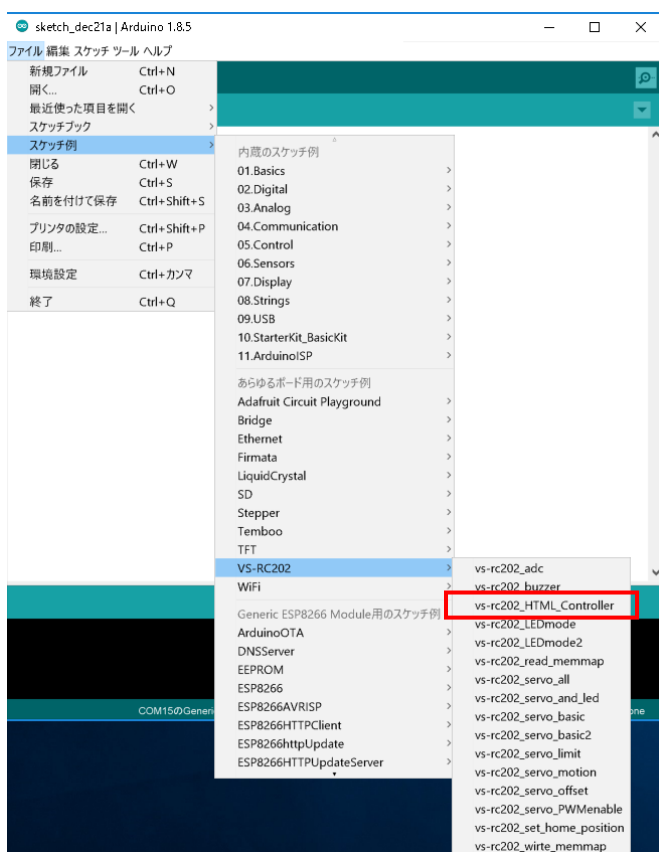 sketch_dec21a | Arduino 1.8.5
ファイル 編集 スケッチ ツール ヘルプ
新規ファイル Ctrl+N
開く... Ctrl+O
最近使った項目を開く
スケッチブック
スケッチ例
閉じる Ctrl+W
保存 Ctrl+S
名前を付けて保存 Ctrl+Shift+S
プリンタの設定... Ctrl+Shift+P
印刷... Ctrl+P
環境設定 Ctrl+カンマ
終了 Ctrl+Q
内蔵のスケッチ例
01.Basics
02.Digital
03.Analog
04.Communication
05.Control
06.Sensors
07.Display
08.Strings
09.USB
10.StarterKit_BasicKit
11.ArduinoISP
あらゆるボード用のスケッチ例
Adafruit Circuit Playground
Bridge
Ethernet
Firmata
LiquidCrystal
SD
Stepper
Temboo
TFT
VS-RC202
WiFi
Generic ESP8266 Module用のスケッチ例
ArduinoOTA
DNSServer
EEPROM
ESP8266
ESP8266AVRISP
ESP8266HTTPClient
ESP8266httpUpdate
ESP8266HTTPUpdateServer
vs-rc202_adc
vs-rc202_buzzer
vs-rc202_HTML_Controller
vs-rc202_LEDmode
vs-rc202_LEDmode2
vs-rc202_read_memmap
vs-rc202_servo_all
vs-rc202_servo_and_led
vs-rc202_servo_basic
vs-rc202_servo_basic2
vs-rc202_servo_limit
vs-rc202_servo_motion
vs-rc202_servo_offset
vs-rc202_servo_PWMenable
vs-rc202_set_home_position
vs-rc202_wirte_memmap
COM15のGeneri
one